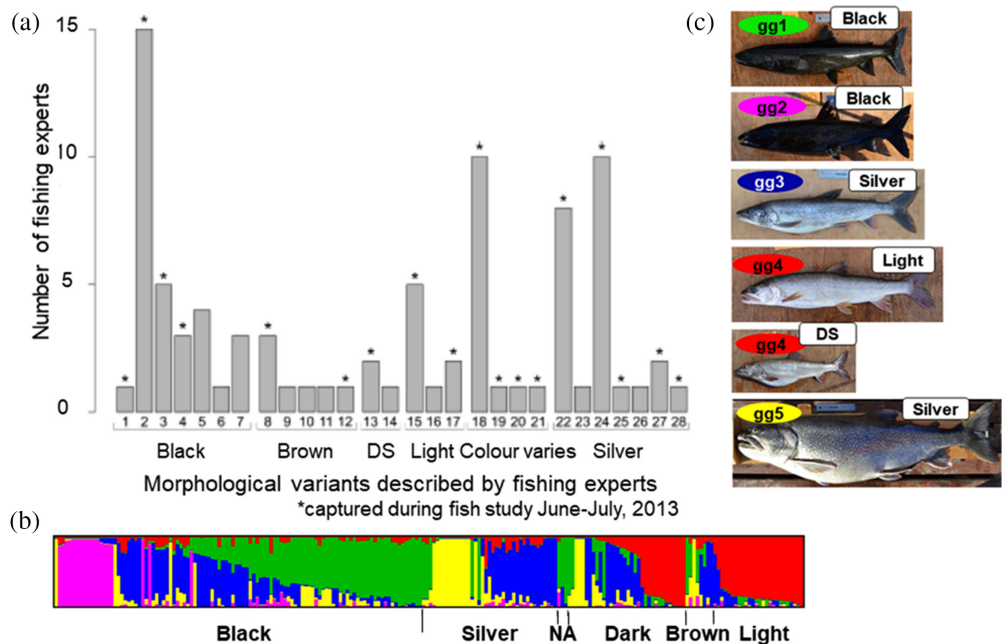 (a)
15
10
5
0
Number of fishing experts
* * * * * * * * * * * * * * * * * *
1 2 3 4 5 6 7 8 9 10 11 12 13 14 15 16 17 18 19 20 21 22 23 24 25 26 27 28
Black Brown DS Light Colour varies Silver
Morphological variants described by fishing experts
*captured during fish study June-July, 2013
(b)
Black Silver NA Dark Brown Light
(c)
gg1 Black
gg2 Black
gg3 Silver
gg4 Light
gg4 DS
gg5 Silver